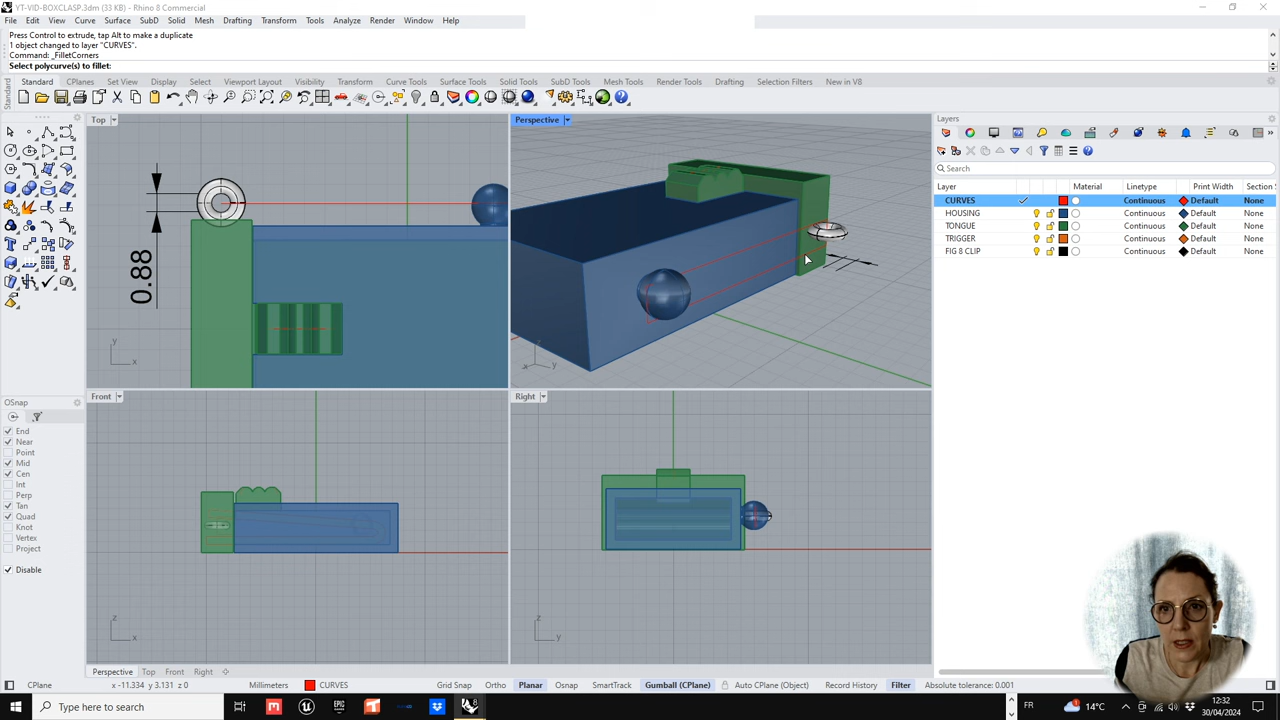 YT-VID-BOXCLASP.3dm (33 KB) - Rhino 8 Commercial
File Edit View Curve Surface SubD Solid Mesh Drafting Transform Tools Analyze Render Window Help
Press Control to extrude, tap Alt to make a duplicate
1 object changed to layer "CURVES".
Command: _FilletCorners
Select polycurve(s) to fillet:
Standard CPlanes Set View Display Select Viewport Layout Visibility Transform Curve Tools Surface Tools Solid Tools SubD Tools Mesh Tools Render Tools Drafting Selection Filters New in V8
Standard
Top
Perspective
Layers
Search
Layer Material Linetype Print Width Section S
CURVES Continuous Default None
HOUSING Continuous Default None
TONGUE Continuous Default None
TRIGGER Continuous Default None
FIG 8 CLIP Continuous Default None
0.88
y
x
z
x y
Front
Right
OSnap
End
Near
Point
Mid
Cen
Int
Perp
Tan
Quad
Knot
Vertex
Project
Disable
z
x
z
y
Perspective Top Front Right
CPlane x -11.334 y 3.131 z 0 Millimeters CURVES Grid Snap Ortho Planar Osnap SmartTrack Gumball (CPlane) Auto CPlane (Object) Record History Filter Absolute tolerance: 0.001
Type here to search
FR
14°C
12:32
30/04/2024